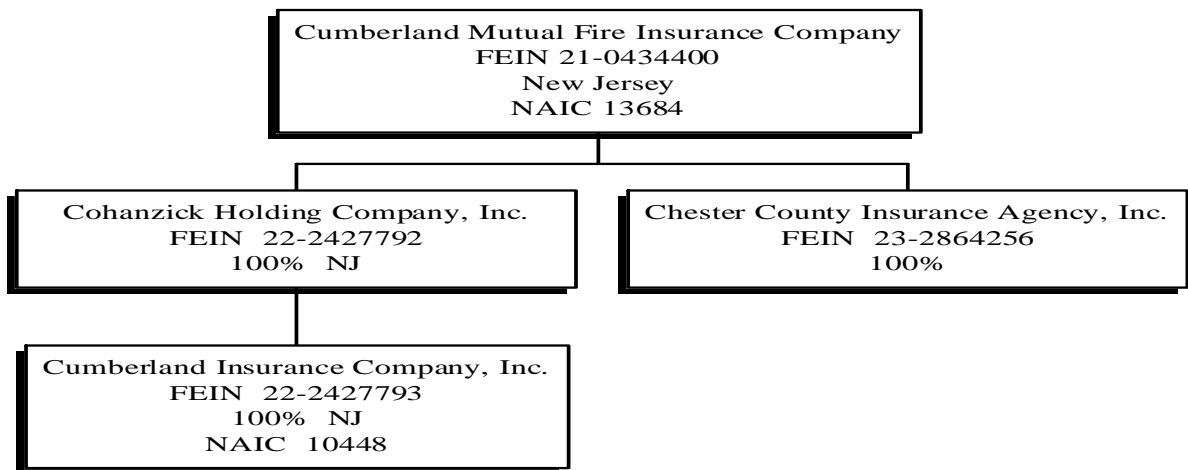 Cumberland Mutual Fire Insurance Company
FEIN 21-0434400
New Jersey
NAIC 13684
Cohanzick Holding Company, Inc.
FEIN 22-2427792
100% NJ
Chester County Insurance Agency, Inc.
FEIN 23-2864256
100%
Cumberland Insurance Company, Inc.
FEIN 22-2427793
100% NJ
NAIC 10448